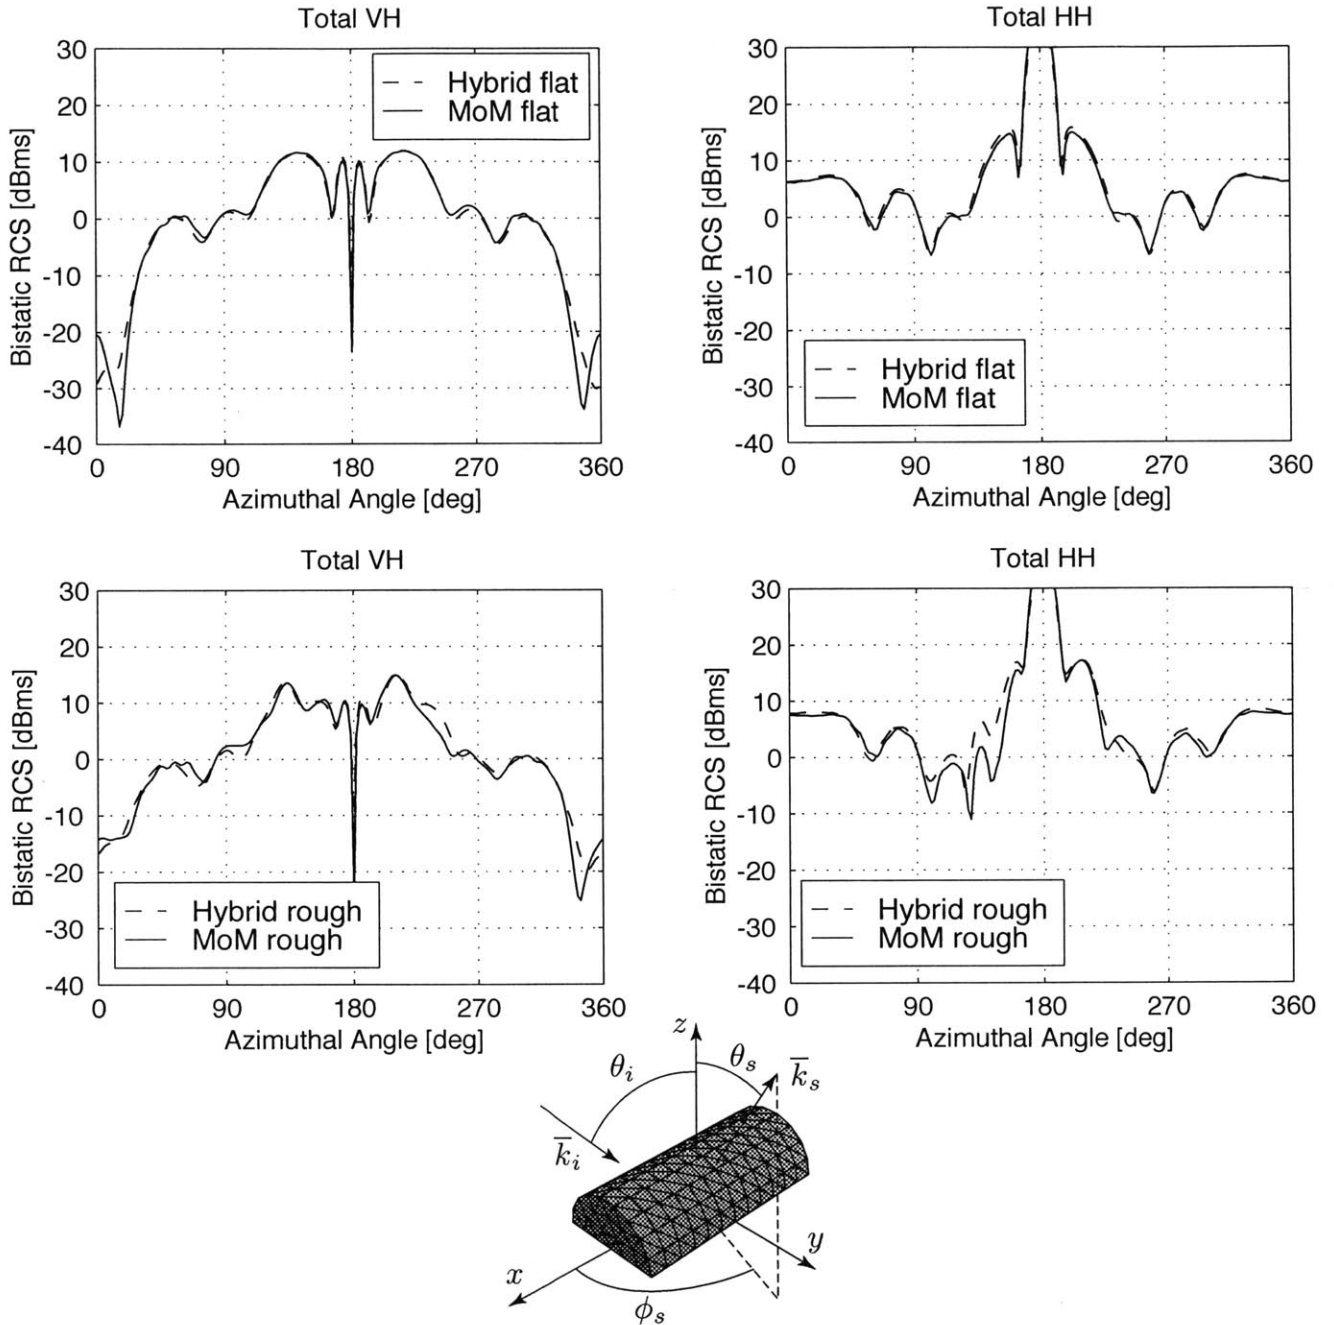 Total VH
Total HH
30
20
10
0
-10
-20
-30
-40
Bistatic RCS [dBms]
Hybrid flat
MoM flat
0 90 180 270 360
Azimuthal Angle [deg]
30
20
10
0
-10
-20
-30
-40
Bistatic RCS [dBms]
Hybrid flat
MoM flat
0 90 180 270 360
Azimuthal Angle [deg]
Total VH
Total HH
30
20
10
0
-10
-20
-30
-40
Bistatic RCS [dBms]
Hybrid rough
MoM rough
0 90 180 270 360
Azimuthal Angle [deg]
30
20
10
0
-10
-20
-30
-40
Bistatic RCS [dBms]
Hybrid rough
MoM rough
0 90 180 270 360
Azimuthal Angle [deg]
z
θ_i
θ_s
k̅_s
k̅_i
y
x
ϕ_s